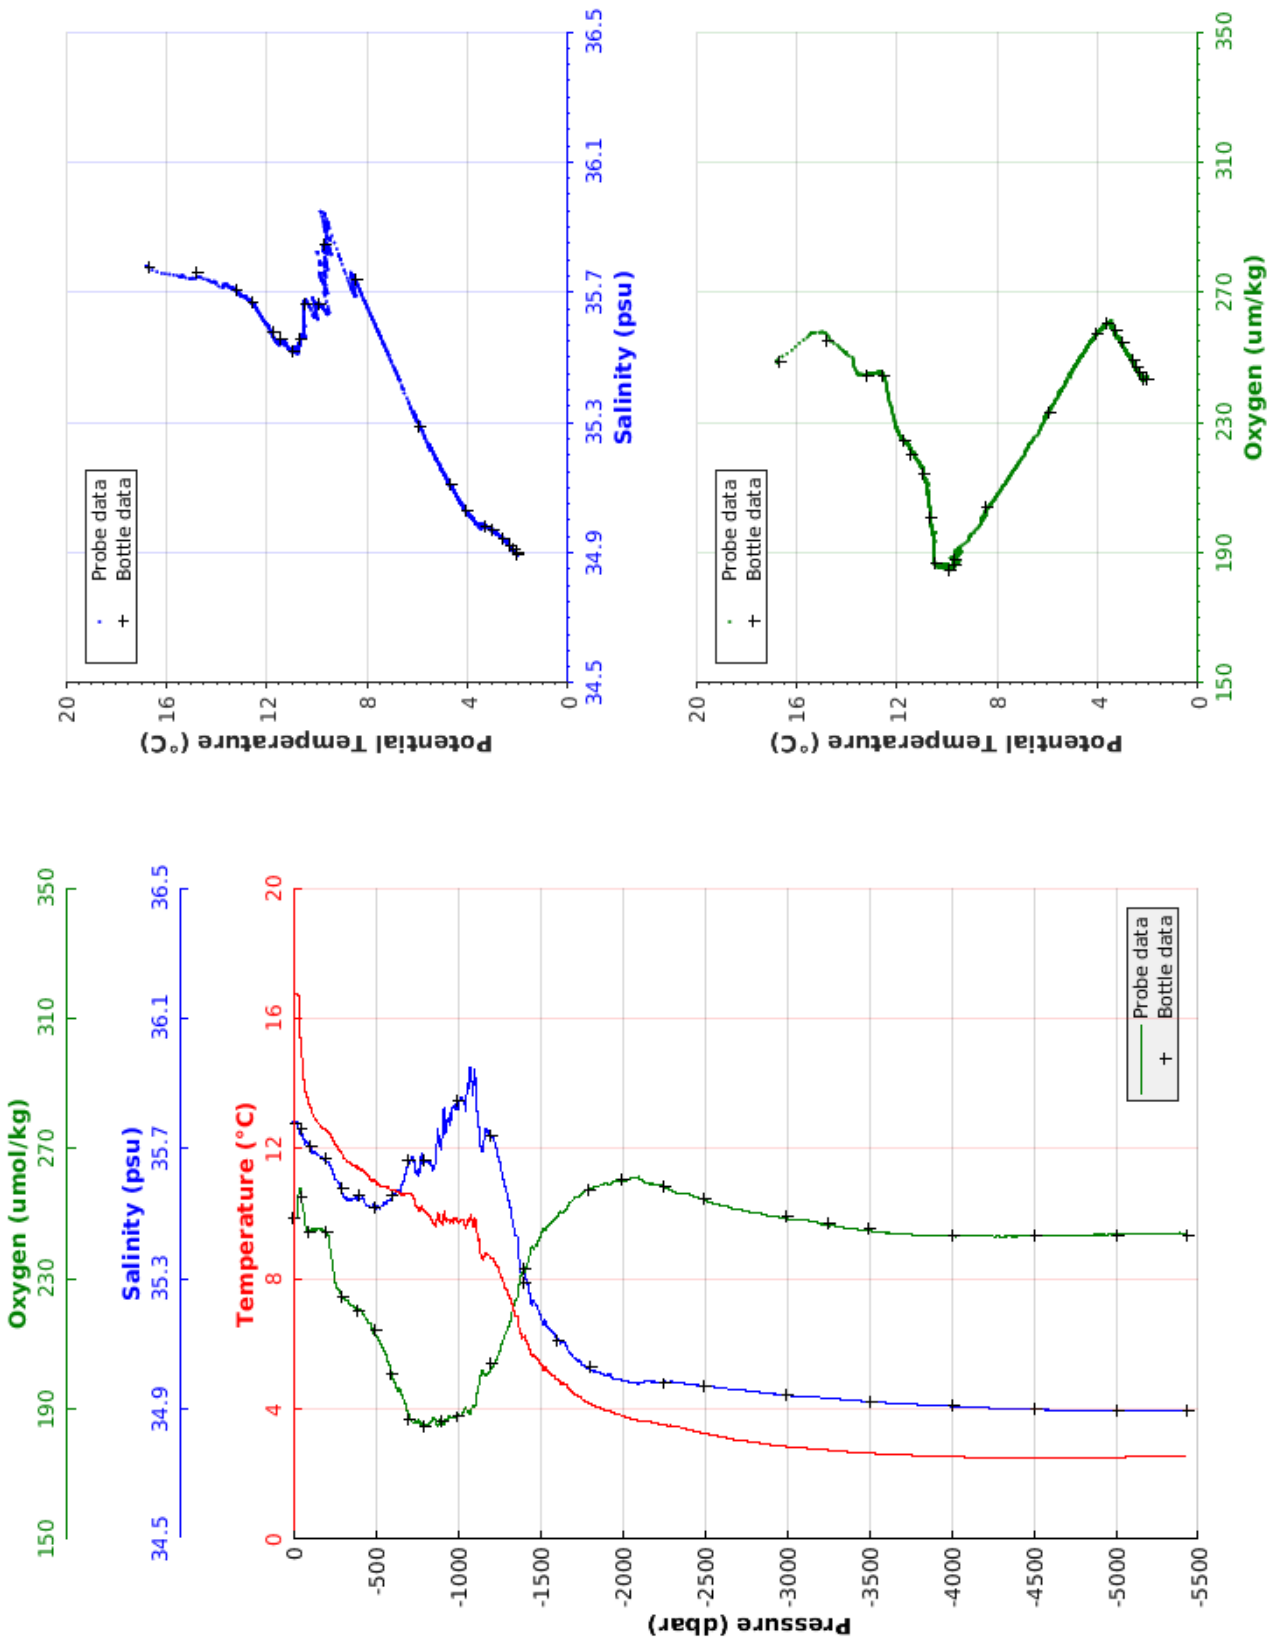 Oxygen (umol/kg)
150 190 230 270 310 350
Salinity (psu)
34.5 34.9 35.3 35.7 36.1 36.5
Temperature (°C)
0 4 8 12 16 20
Pressure (dbar)
0
-500
-1000
-1500
-2000
-2500
-3000
-3500
-4000
-4500
-5000
-5500
Probe data
Bottle data
Potential Temperature (°C)
20
16
12
8
4
0
Probe data
Bottle data
34.5 34.9 35.3 35.7 36.1 36.5
Salinity (psu)
Potential Temperature (°C)
20
16
12
8
4
0
Probe data
Bottle data
150 190 230 270 310 350
Oxygen (um/kg)